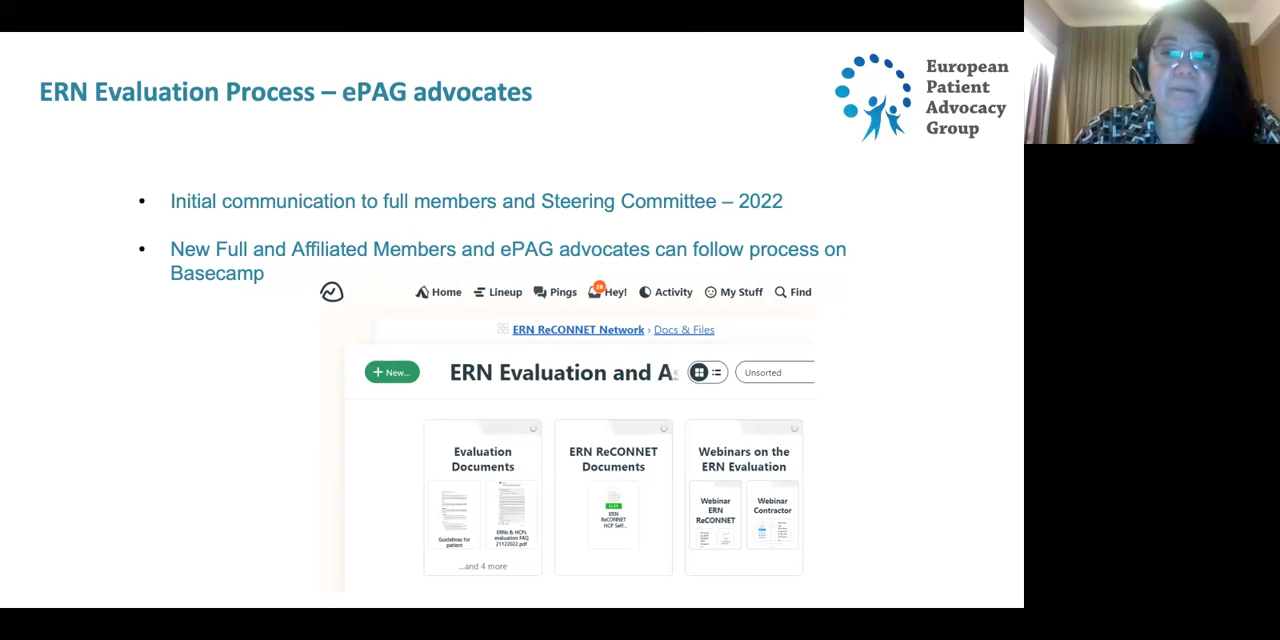 ERN Evaluation Process – ePAG advocates
European
Patient
Advocacy
Group
• Initial communication to full members and Steering Committee – 2022
• New Full and Affiliated Members and ePAG advocates can follow process on
Basecamp
Home Lineup Pings Hey! Activity My Stuff Find
ERN ReCONNET Network › Docs & Files
+ New... ERN Evaluation and As Unsorted
Evaluation
Documents
Guidelines for
patient
ERNs & HCPs
evaluation FAQ
21122022.pdf
...and 4 more
ERN ReCONNET
Documents
ERN
ReCONNET
HCP Self...
Webinars on the
ERN Evaluation
Webinar
ERN
ReCONNET
Webinar
Contractor